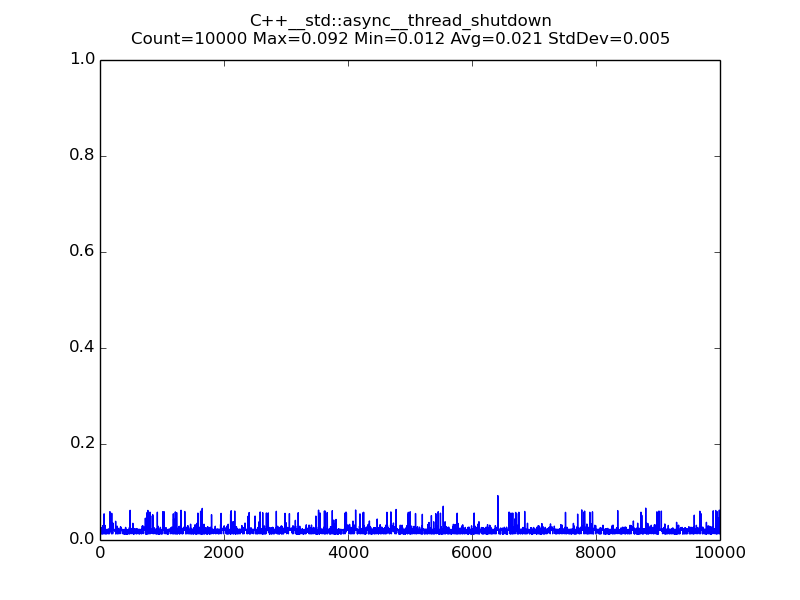 C++__std::async__thread_shutdown
Count=10000 Max=0.092 Min=0.012 Avg=0.021 StdDev=0.005
1.0
0.8
0.6
0.4
0.2
0.0
0 2000 4000 6000 8000 10000